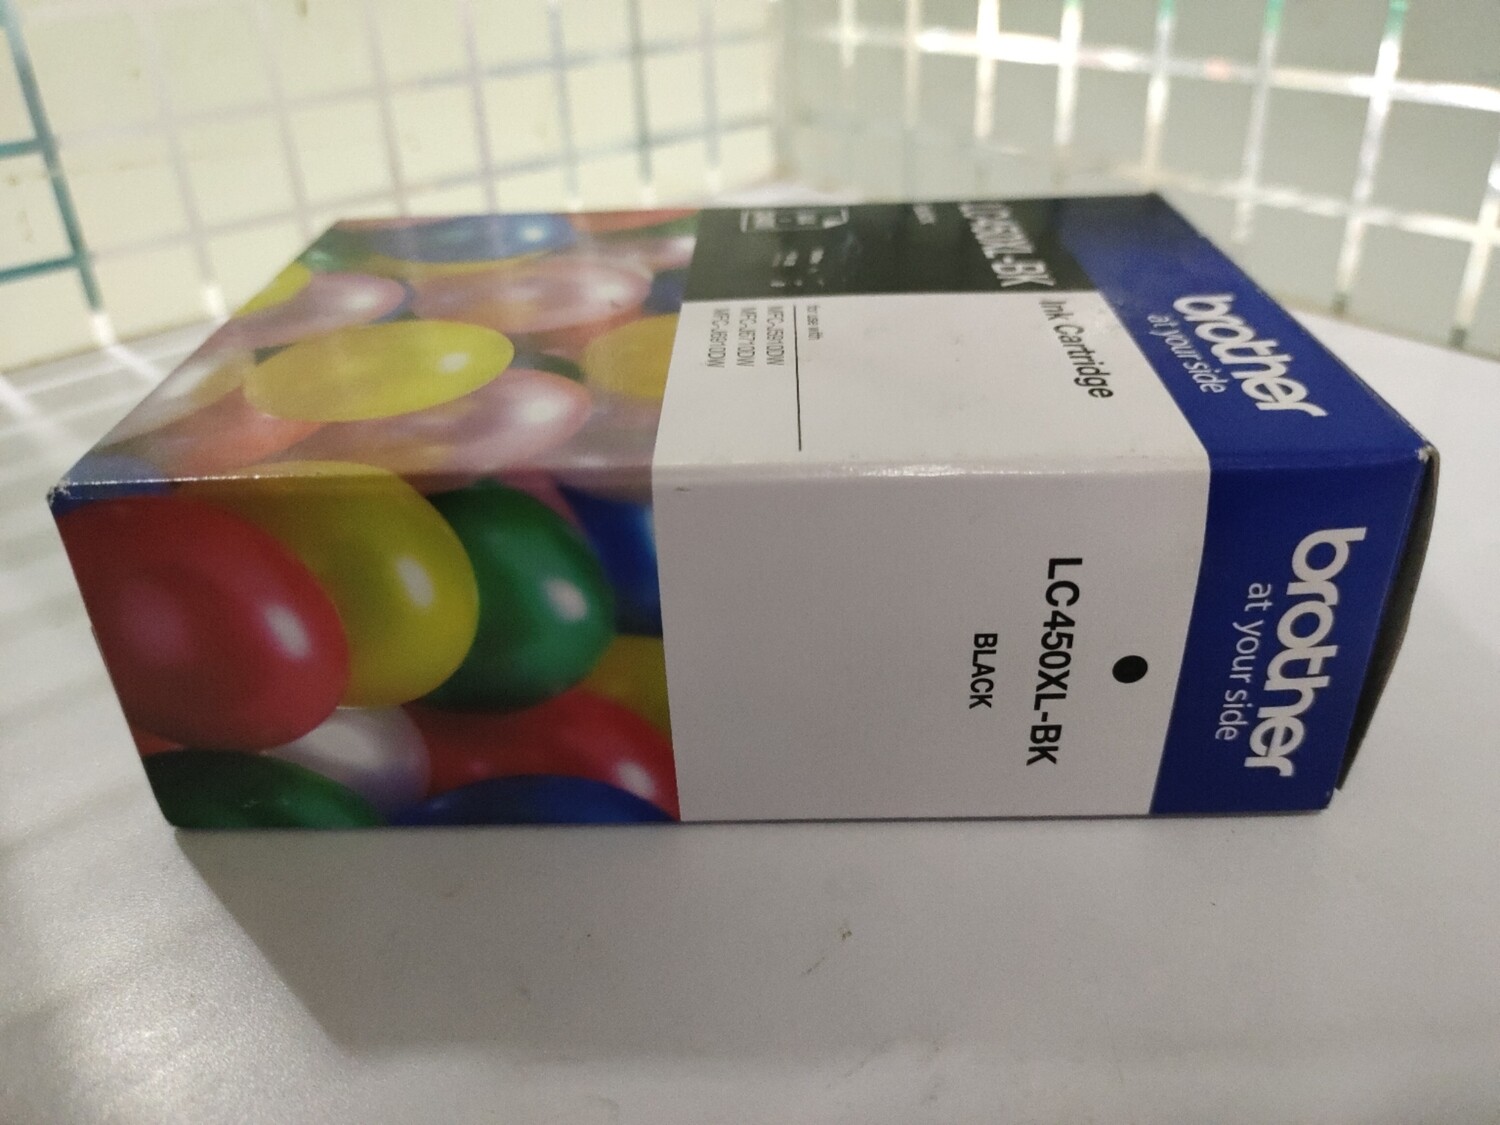 brother
at your side
LC450XL-BK
Ink Cartridge
for use with
MFC-J5910DW
MFC-J6710DW
MFC-J6910DW
brother
at your side
LC450XL-BK
BLACK